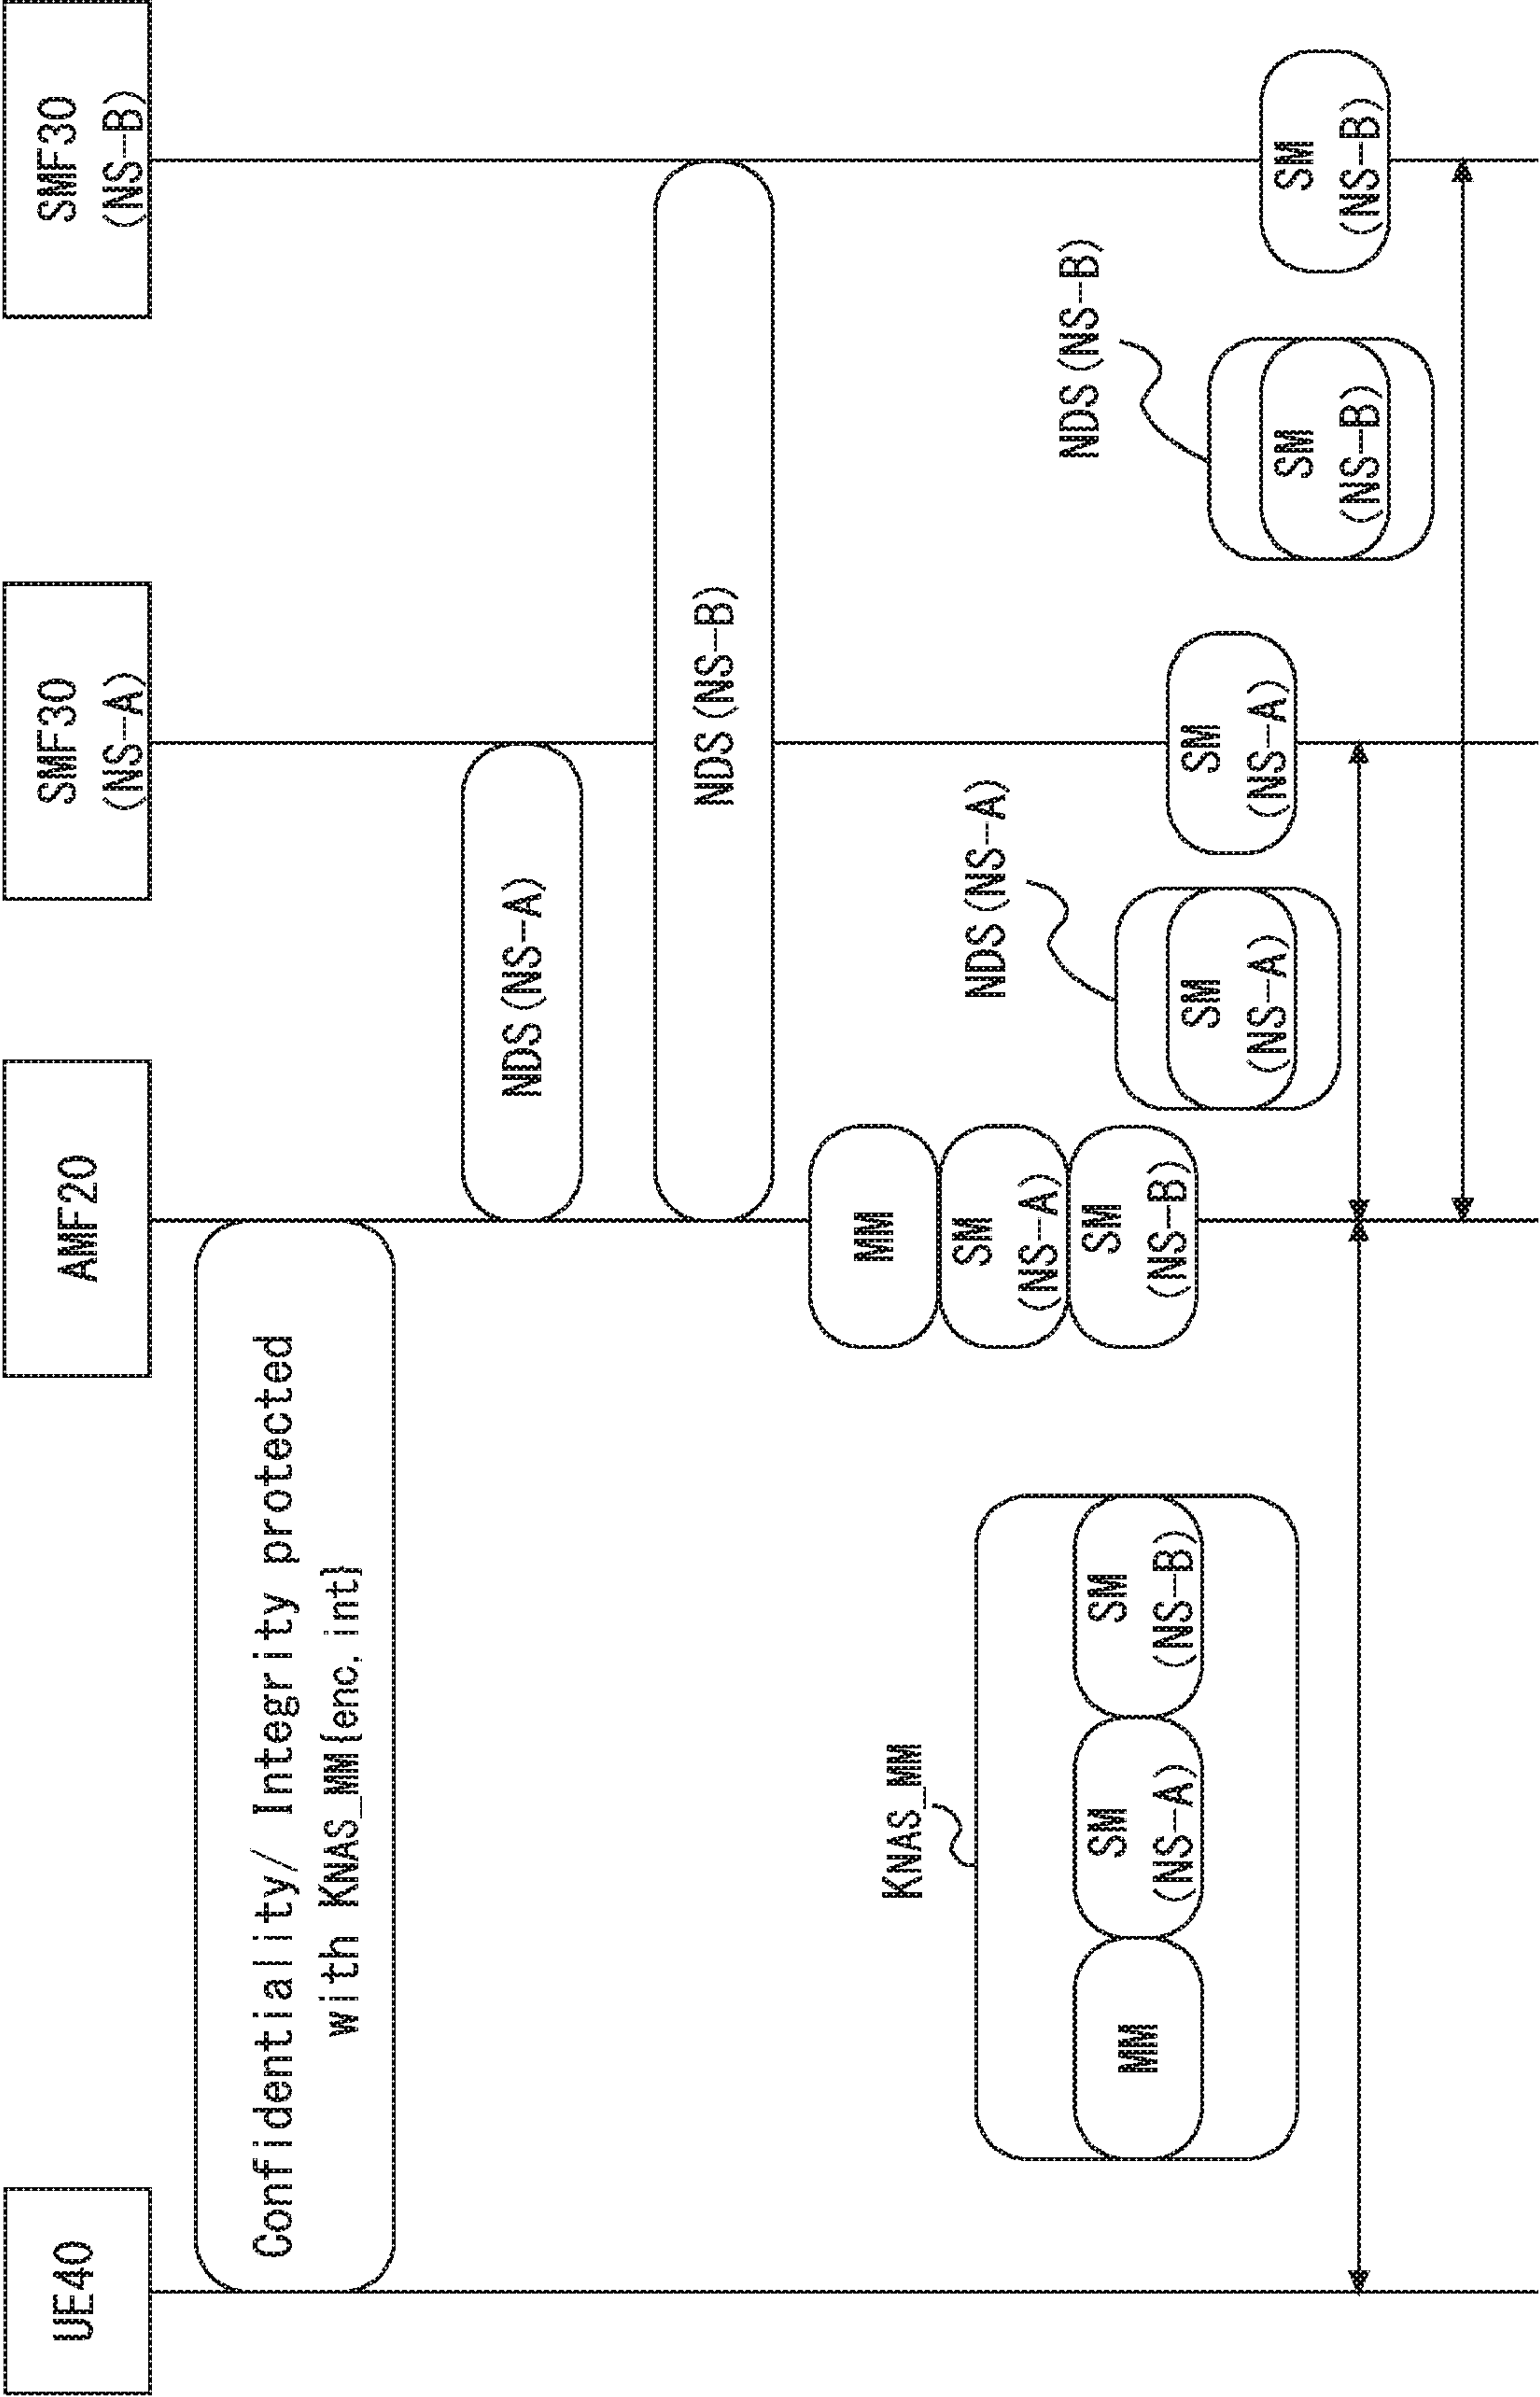 UE40
AMF20
SMF30
(NS-A)
SMF30
(NS-B)
Confidentiality/ Integrity protected
with KNAS_MM{enc, int}
NDS (NS-A)
NDS (NS-B)
KNAS_MM
MM
SM
(NS-A)
SM
(NS-B)
MM
SM
(NS-A)
SM
(NS-B)
NDS (NS-A)
SM
(NS-A)
SM
(NS-A)
NDS (NS-B)
SM
(NS-B)
SM
(NS-B)